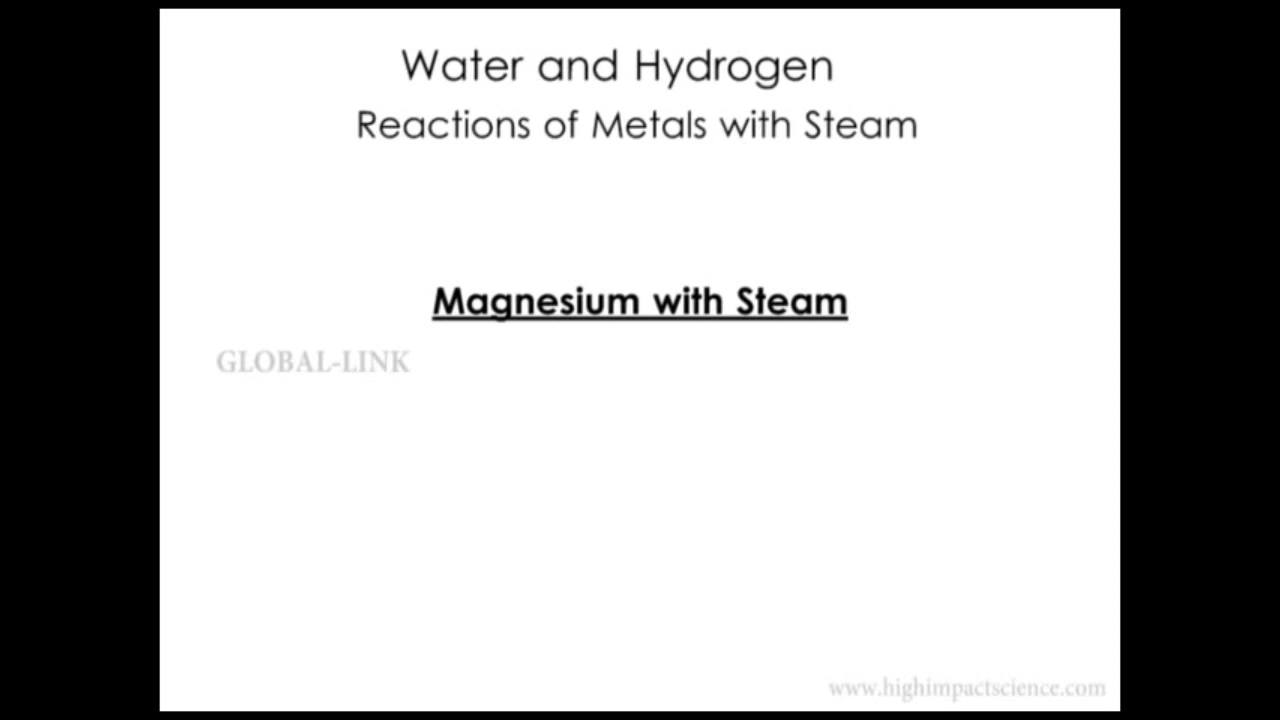 Water and Hydrogen
Reactions of Metals with Steam
Magnesium with Steam
GLOBAL-LINK
www.highimpactscience.com